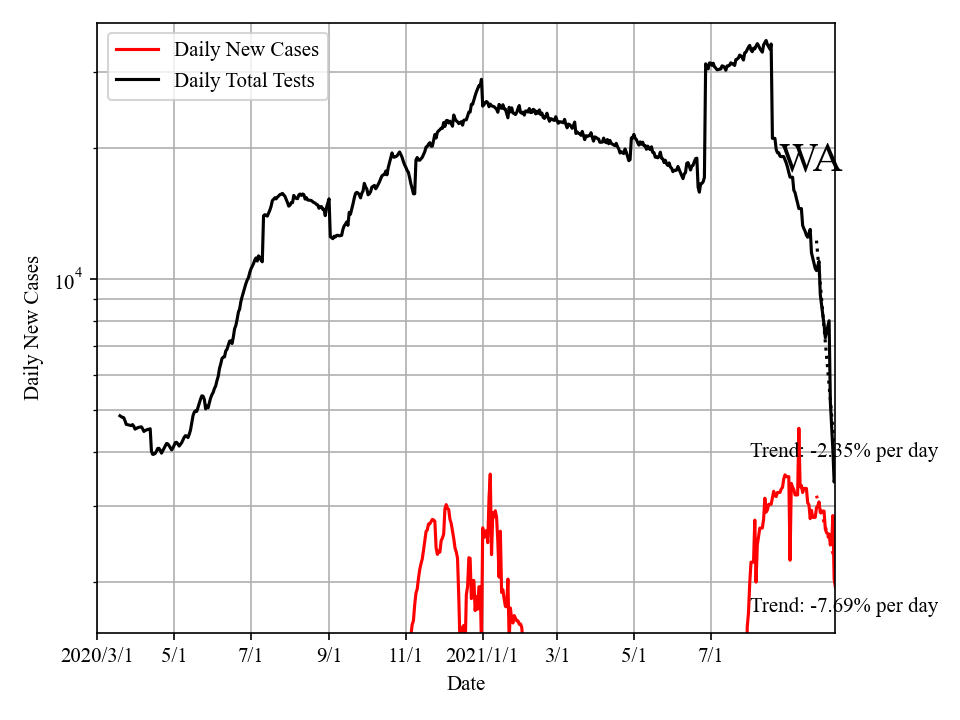 Daily New Cases
Daily Total Tests
WA
10^4
Daily New Cases
Trend: -2.35% per day
Trend: -7.69% per day
2020/3/1 5/1 7/1 9/1 11/1 2021/1/1 3/1 5/1 7/1
Date